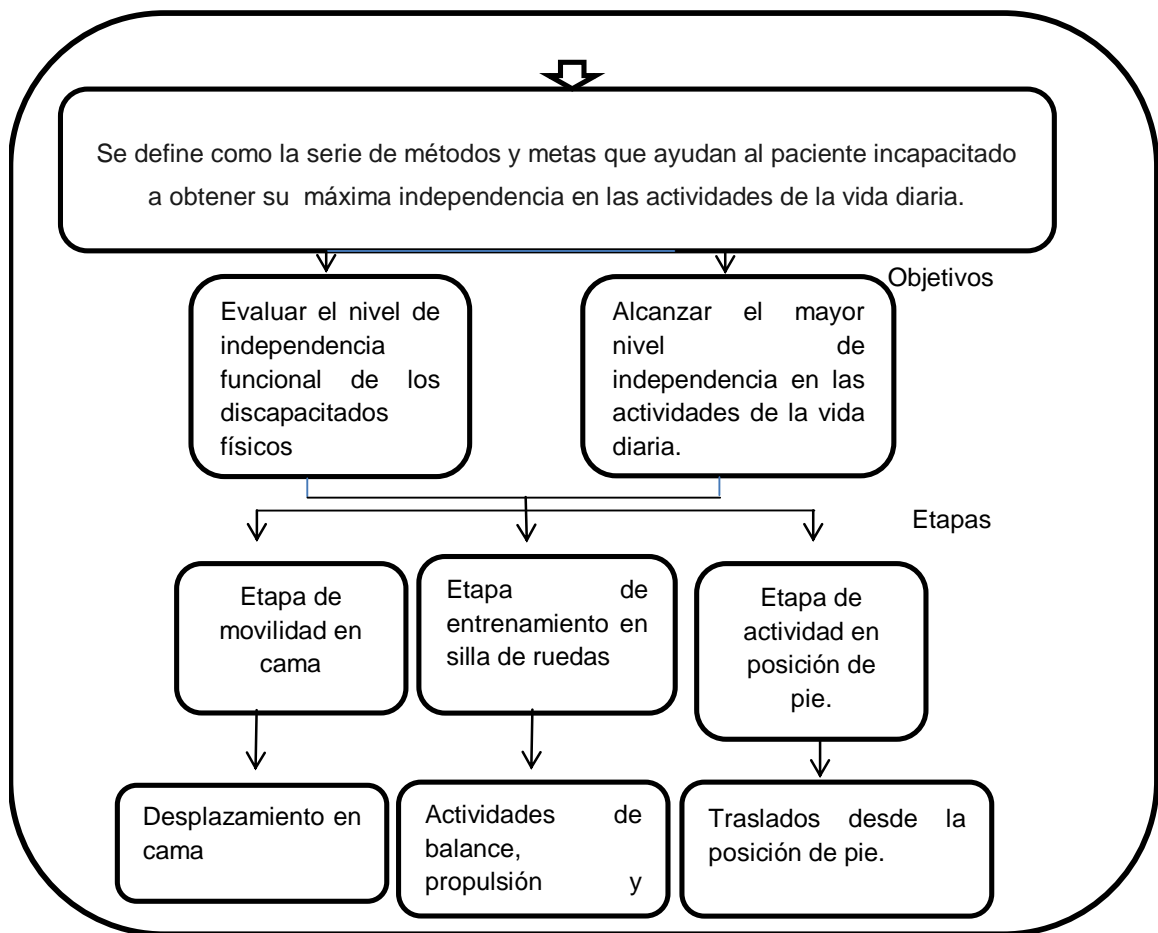 Se define como la serie de métodos y metas que ayudan al paciente incapacitado
a obtener su máxima independencia en las actividades de la vida diaria.
Objetivos
Evaluar el nivel de
independencia
funcional de los
discapacitados
físicos
Alcanzar el mayor
nivel de
independencia en las
actividades de la vida
diaria.
Etapas
Etapa de
movilidad en
cama
Etapa de
entrenamiento en
silla de ruedas
Etapa de
actividad en
posición de
pie.
Desplazamiento en
cama
Actividades de
balance,
propulsión y
Traslados desde la
posición de pie.